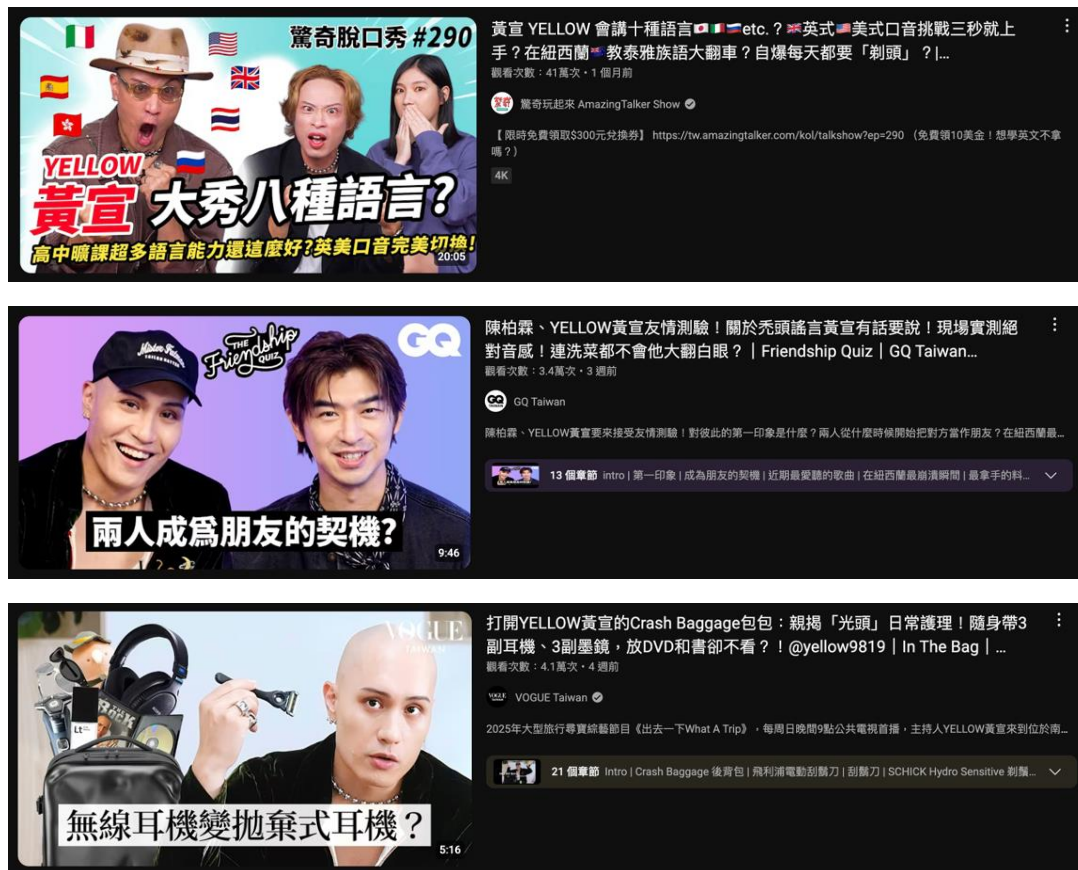 驚奇脫口秀 #290
YELLOW
黃宣 大秀八種語言?
高中曠課超多語言能力還這麼好?英美口音完美切換!
20:05
黃宣 YELLOW 會講十種語言🇯🇵🇮🇹🇷🇺etc.?🇬🇧英式🇺🇸美式口音挑戰三秒就上
手?在紐西蘭🇳🇿教泰雅族語大翻車?自爆每天都要「剃頭」?|...
觀看次數:41萬次・1 個月前
驚奇 驚奇玩起來 AmazingTalker Show
【 限時免費領取$300元兌換券】 https://tw.amazingtalker.com/kol/talkshow?ep=290 (免費領10美金!想學英文不拿
嗎?)
4K
THE
Friendship
QUIZ
GQ
兩人成爲朋友的契機?
9:46
陳柏霖、YELLOW黃宣友情測驗!關於禿頭謠言黃宣有話要說!現場實測絕
對音感!連洗菜都不會他大翻白眼?|Friendship Quiz|GQ Taiwan...
觀看次數:3.4萬次・3 週前
GQ GQ Taiwan
陳柏霖、YELLOW黃宣要來接受友情測驗!對彼此的第一印象是什麼?兩人從什麼時候開始把對方當作朋友?在紐西蘭最...
13 個章節 intro | 第一印象 | 成為朋友的契機 | 近期最愛聽的歌曲 | 在紐西蘭最崩潰瞬間 | 最拿手的料...
VOGUE
TAIWAN
Lt
無線耳機變拋棄式耳機?
5:16
打開YELLOW黃宣的Crash Baggage包包:親揭「光頭」日常護理!隨身帶3
副耳機、3副墨鏡,放DVD和書卻不看?!@yellow9819|In The Bag|...
觀看次數:4.1萬次・4 週前
VOGUE VOGUE Taiwan
2025年大型旅行尋寶綜藝節目《出去一下What A Trip》,每周日晚間9點公共電視首播,主持人YELLOW黃宣來到位於南...
21 個章節 Intro | Crash Baggage 後背包 | 飛利浦電動刮鬍刀 | 刮鬍刀 | SCHICK Hydro Sensitive 剃鬚...